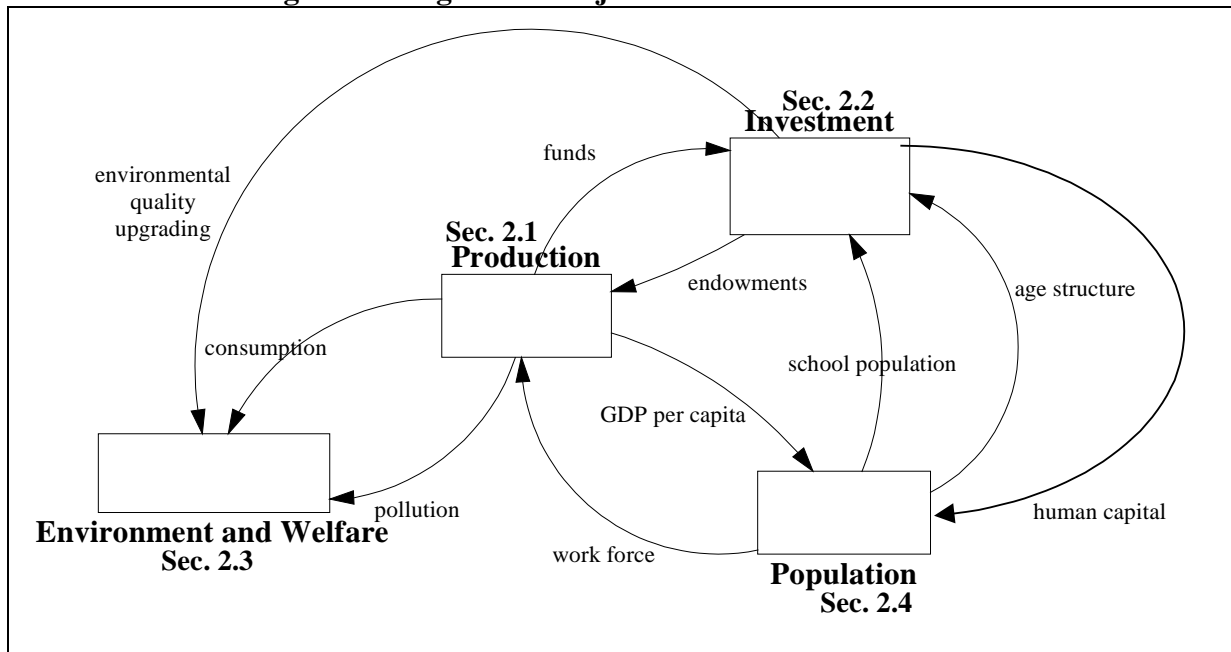 Sec. 2.2
Investment
funds
environmental
quality
upgrading
Sec. 2.1
Production
endowments
age structure
consumption
school population
GDP per capita
pollution
human capital
Environment and Welfare
Sec. 2.3
work force
Population
Sec. 2.4